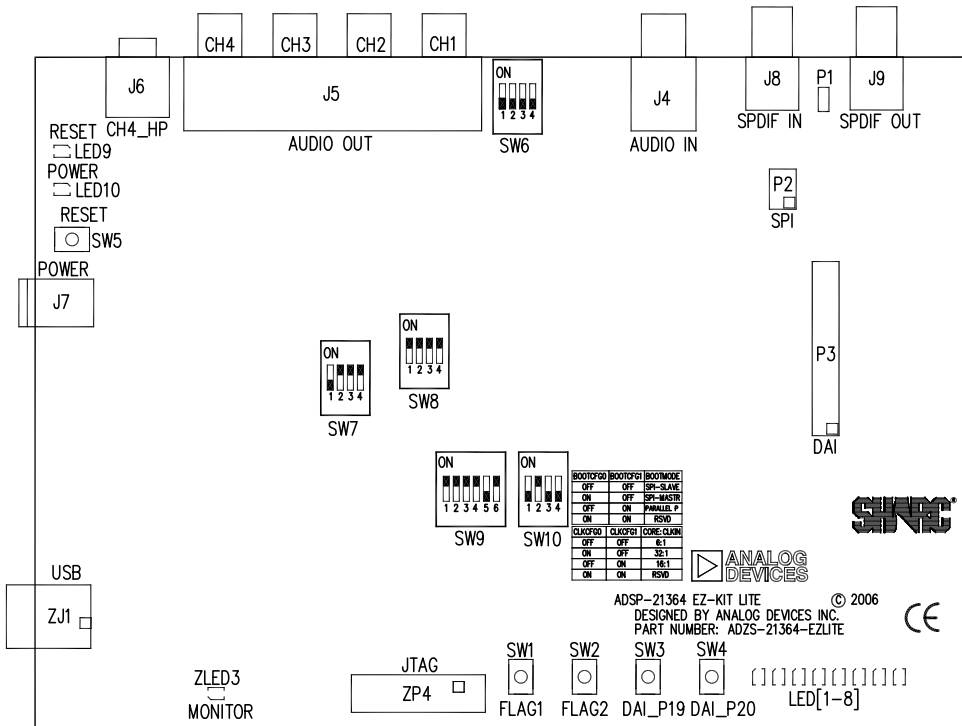 CH4 CH3 CH2 CH1
J6 J5 J4 J8 P1 J9
CH4_HP
AUDIO OUT
ON
1 2 3 4
SW6
AUDIO IN
SPDIF IN
SPDIF OUT
RESET
LED9
POWER
LED10
RESET
SW5
P2
SPI
POWER
J7
P3
DAI
ON
1 2 3 4
SW7
ON
1 2 3 4
SW8
ON
1 2 3 4 5 6
SW9
ON
1 2 3 4
SW10
BOOTCFG0 BOOTCFG1 BOOTMODE
OFF OFF SPI-SLAVE
ON OFF SPI-MASTR
OFF ON PARALLEL P
ON ON RSVD
CLKCFG0 CLKCFG1 CORE:CLKIN
OFF OFF 6:1
ON OFF 32:1
OFF ON 16:1
ON ON RSVD
SHARC®
ANALOG
DEVICES
USB
ZJ1
ADSP-21364 EZ-KIT LITE © 2006
DESIGNED BY ANALOG DEVICES INC.
PART NUMBER: ADZS-21364-EZLITE
CE
ZLED3
MONITOR
JTAG
ZP4
SW1 SW2 SW3 SW4
FLAG1 FLAG2 DAI_P19 DAI_P20
LED[1-8]